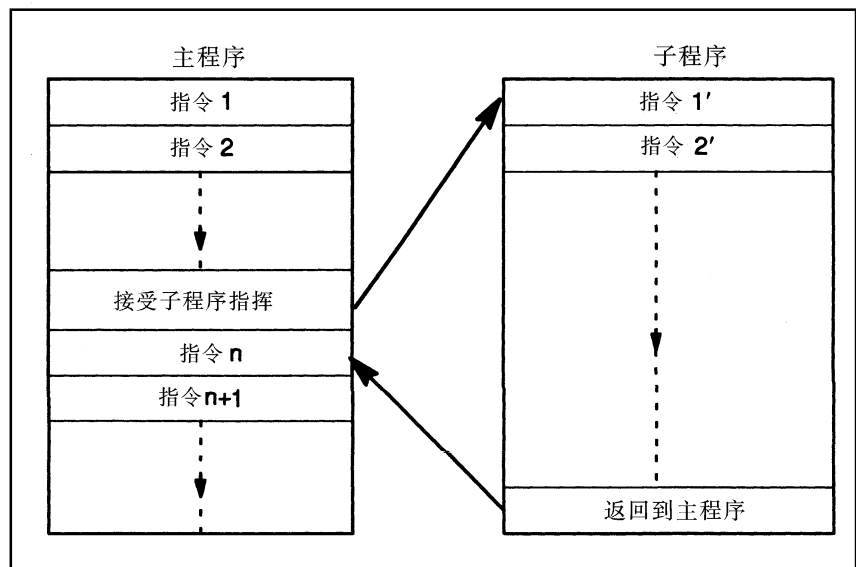 主程序
指令 1
指令 2
接受子程序指挥
指令 n
指令n+1
子程序
指令 1′
指令 2′
返回到主程序